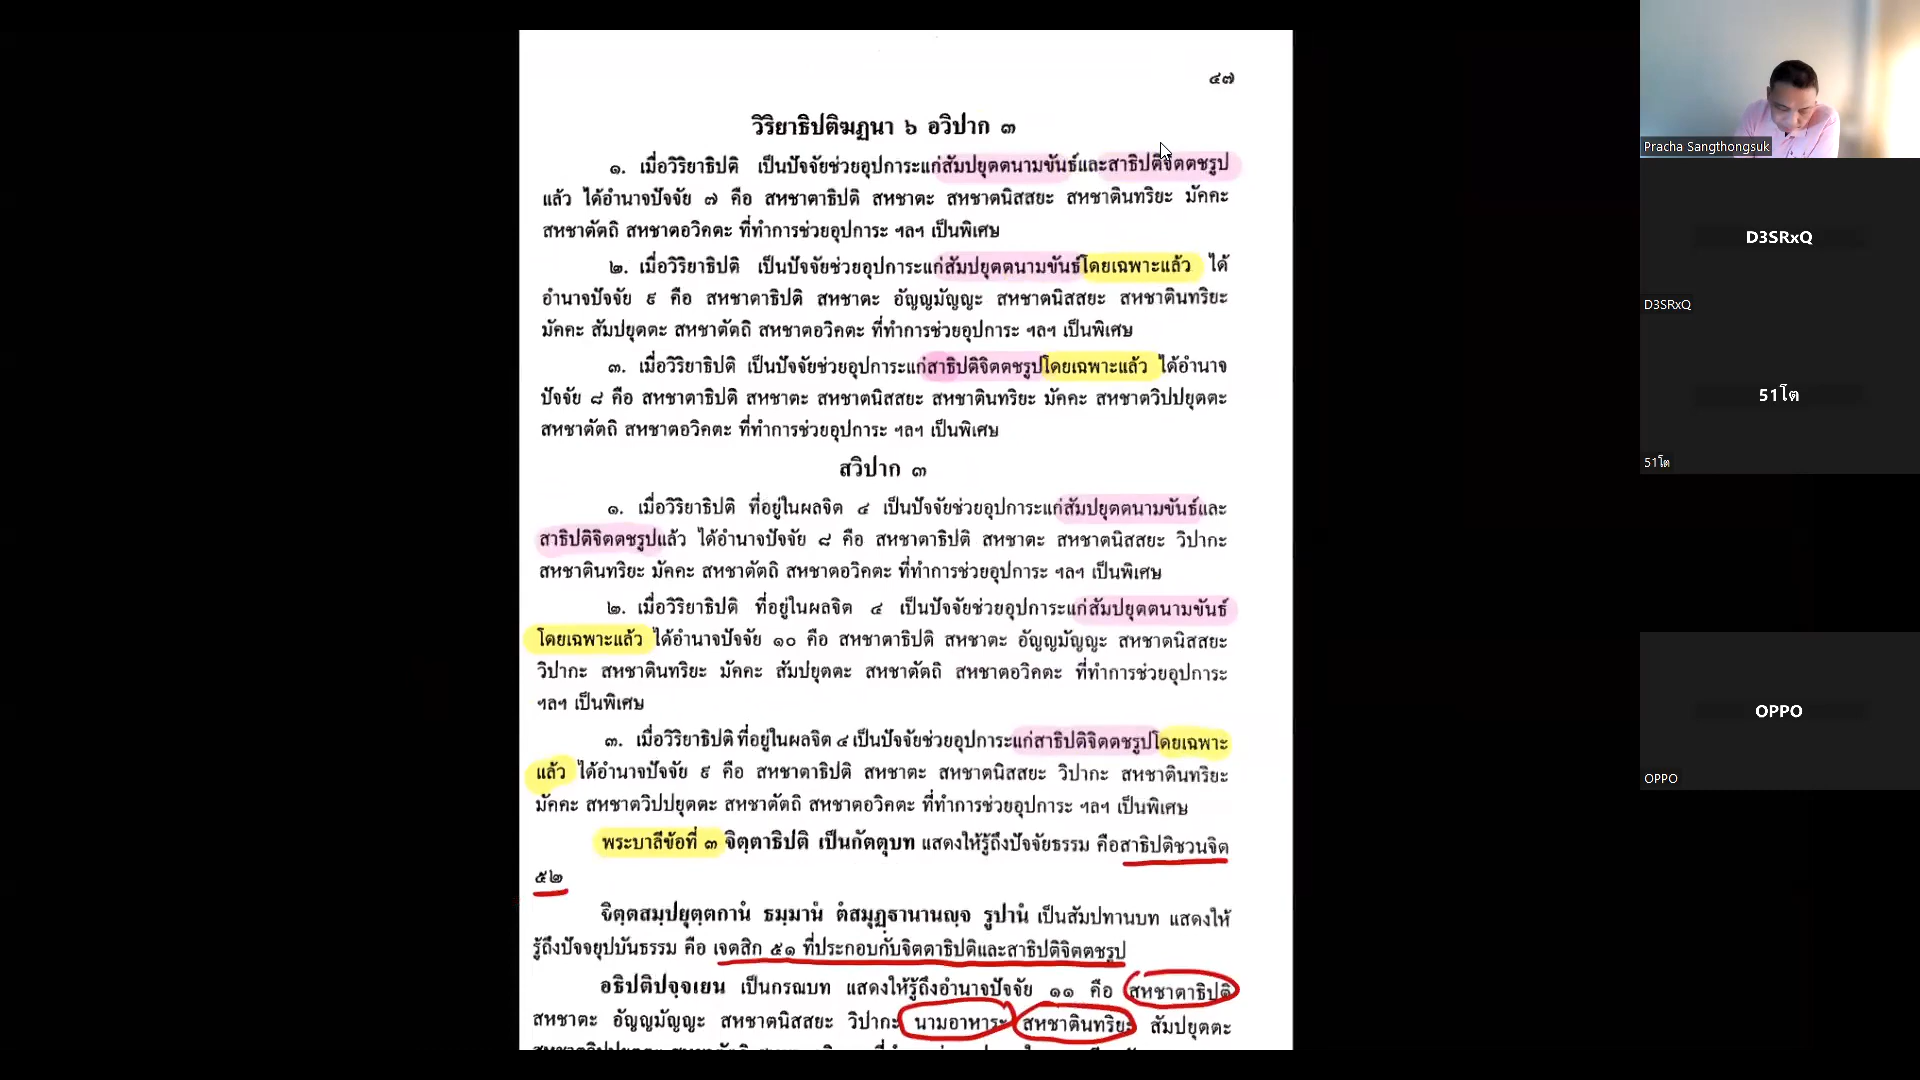 ๔๗
วิริยาธิปติฆฏนา ๖ อวิปาก ๓
๑. เมื่อวิริยาธิปติ เป็นปัจจัยช่วยอุปการะแก่สัมปยุตตนามขันธ์และสาธิปติจิตตชรูป
แล้ว ได้อำนาจปัจจัย ๗ คือ สหชาตาธิปติ สหชาตะ สหชาตนิสสยะ สหชาตินทริยะ มัคคะ
สหชาตัตถิ สหชาตอวิคตะ ที่ทำการช่วยอุปการะ ฯลฯ เป็นพิเศษ
๒. เมื่อวิริยาธิปติ เป็นปัจจัยช่วยอุปการะแก่สัมปยุตตนามขันธ์โดยเฉพาะแล้ว ได้
อำนาจปัจจัย ๙ คือ สหชาตาธิปติ สหชาตะ อัญญมัญญะ สหชาตนิสสยะ สหชาตินทริยะ
มัคคะ สัมปยุตตะ สหชาตัตถิ สหชาตอวิคตะ ที่ทำการช่วยอุปการะ ฯลฯ เป็นพิเศษ
๓. เมื่อวิริยาธิปติ เป็นปัจจัยช่วยอุปการะแก่สาธิปติจิตตชรูปโดยเฉพาะแล้ว ได้อำนาจ
ปัจจัย ๘ คือ สหชาตาธิปติ สหชาตะ สหชาตนิสสยะ สหชาตินทริยะ มัคคะ สหชาตวิปปยุตตะ
สหชาตัตถิ สหชาตอวิคตะ ที่ทำการช่วยอุปการะ ฯลฯ เป็นพิเศษ
สวิปาก ๓
๑. เมื่อวิริยาธิปติ ที่อยู่ในผลจิต ๔ เป็นปัจจัยช่วยอุปการะแก่สัมปยุตตนามขันธ์และ
สาธิปติจิตตชรูปแล้ว ได้อำนาจปัจจัย ๘ คือ สหชาตาธิปติ สหชาตะ สหชาตนิสสยะ วิปากะ
สหชาตินทริยะ มัคคะ สหชาตัตถิ สหชาตอวิคตะ ที่ทำการช่วยอุปการะ ฯลฯ เป็นพิเศษ
๒. เมื่อวิริยาธิปติ ที่อยู่ในผลจิต ๔ เป็นปัจจัยช่วยอุปการะแก่สัมปยุตตนามขันธ์
โดยเฉพาะแล้ว ได้อำนาจปัจจัย ๑๐ คือ สหชาตาธิปติ สหชาตะ อัญญมัญญะ สหชาตนิสสยะ
วิปากะ สหชาตินทริยะ มัคคะ สัมปยุตตะ สหชาตัตถิ สหชาตอวิคตะ ที่ทำการช่วยอุปการะ
ฯลฯ เป็นพิเศษ
๓. เมื่อวิริยาธิปติ ที่อยู่ในผลจิต ๔ เป็นปัจจัยช่วยอุปการะแก่สาธิปติจิตตชรูปโดยเฉพาะ
แล้ว ได้อำนาจปัจจัย ๙ คือ สหชาตาธิปติ สหชาตะ สหชาตนิสสยะ วิปากะ สหชาตินทริยะ
มัคคะ สหชาตวิปปยุตตะ สหชาตัตถิ สหชาตอวิคตะ ที่ทำการช่วยอุปการะ ฯลฯ เป็นพิเศษ
พระบาลีข้อที่ ๓ จิตฺตาธิปติ เป็นกัตตุบท แสดงให้รู้ถึงปัจจัยธรรม คือสาธิปติชวนจิต
๕๒
จิตฺตสมฺปยุตฺตกานํ ธมฺมานํ ตํสมุฏฺฐานานญฺจ รูปานํ เป็นสัมปทานบท แสดงให้
รู้ถึงปัจจยุปบันธรรม คือ เจตสิก ๕๑ ที่ประกอบกับจิตตาธิปติและสาธิปติจิตตชรูป
อธิปติปจฺจเยน เป็นกรณบท แสดงให้รู้ถึงอำนาจปัจจัย ๑๑ คือ สหชาตาธิปติ
สหชาตะ อัญญมัญญะ สหชาตนิสสยะ วิปากะ นามอาหาระ สหชาตินทริยะ สัมปยุตตะ
Pracha Sangthongsuk
D3SRxQ
D3SRxQ
51โต
51โต
OPPO
OPPO